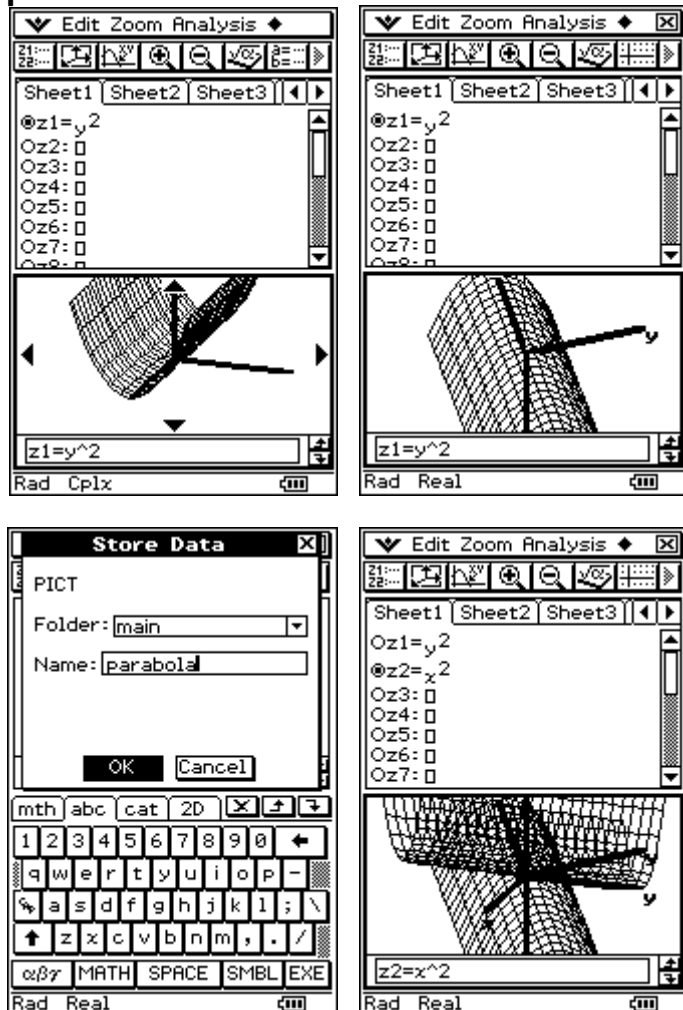 Edit Zoom Analysis ◆
Sheet1 Sheet2 Sheet3
z1=y²
z2:
z3:
z4:
z5:
z6:
z7:
z8:
z1=y^2
Rad Cplx
Edit Zoom Analysis ◆
Sheet1 Sheet2 Sheet3
z1=y²
z2:
z3:
z4:
z5:
z6:
z7:
z8:
y
z1=y^2
Rad Real
Store Data
PICT
Folder: main
Name: parabola
OK Cancel
mth abc cat 2D
1 2 3 4 5 6 7 8 9 0
q w e r t y u i o p -
a s d f g h j k l ; \
z x c v b n m , . /
αβγ MATH SPACE SMBL EXE
Rad Real
Edit Zoom Analysis ◆
Sheet1 Sheet2 Sheet3
z1=y²
z2=x²
z3:
z4:
z5:
z6:
z7:
y
x
z2=x^2
Rad Real